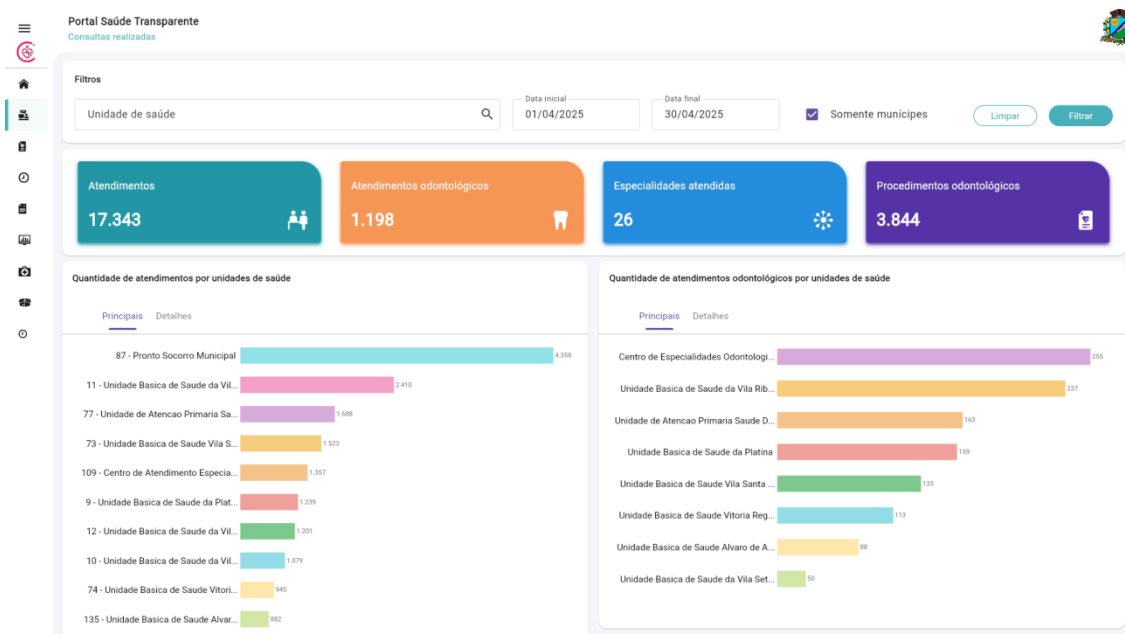 Portal Saúde Transparente
Consultas realizadas
Filtros
Unidade de saúde
Data inicial
01/04/2025
Data final
30/04/2025
Somente munícipes
Limpar
Filtrar
Atendimentos
17.343
Atendimentos odontológicos
1.198
Especialidades atendidas
26
Procedimentos odontológicos
3.844
Quantidade de atendimentos por unidades de saúde
Principais Detalhes
87 - Pronto Socorro Municipal 4.358
11 - Unidade Basica de Saude da Vil... 2.410
77 - Unidade de Atencao Primaria Sa... 1.688
73 - Unidade Basica de Saude Vila S... 1.523
109 - Centro de Atendimento Especia... 1.357
9 - Unidade Basica de Saude da Plat... 1.239
12 - Unidade Basica de Saude da Vil... 1.201
10 - Unidade Basica de Saude da Vil... 1.079
74 - Unidade Basica de Saude Vitori... 945
135 - Unidade Basica de Saude Alvar... 882
Quantidade de atendimentos odontológicos por unidades de saúde
Principais Detalhes
Centro de Especialidades Odontologi... 255
Unidade Basica de Saude da Vila Rib... 237
Unidade de Atencao Primaria Saude D... 163
Unidade Basica de Saude da Platina 159
Unidade Basica de Saude Vila Santa ... 133
Unidade Basica de Saude Vitoria Reg... 113
Unidade Basica de Saude Alvaro de A... 88
Unidade Basica de Saude da Vila Set... 50